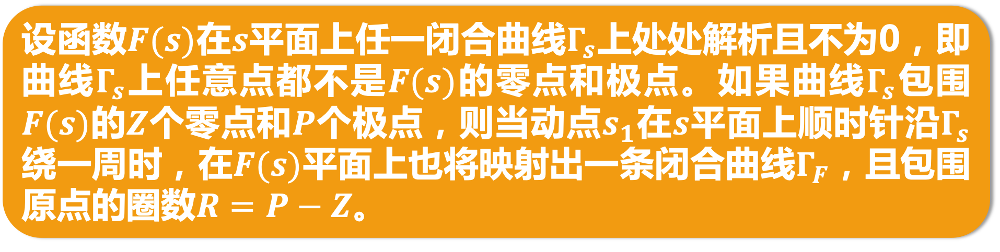 设函数F(s)在s平面上任一闭合曲线Γₛ上处处解析且不为0，即
曲线Γₛ上任意点都不是F(s)的零点和极点。如果曲线Γₛ包围
F(s)的Z个零点和P个极点，则当动点s₁在s平面上顺时针沿Γₛ
绕一周时，在F(s)平面上也将映射出一条闭合曲线Γ_F，且包围
原点的圈数R = P − Z。